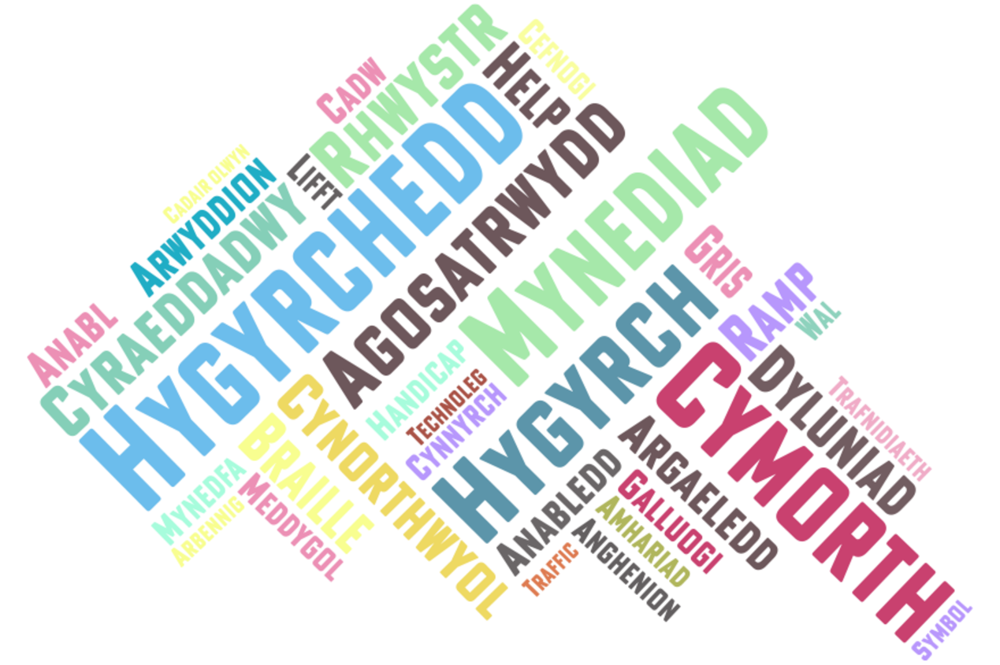 Cefnogi
Rhwystr
Help
Cadw
Hygyrchedd
Agosatrwydd
Mynediad
Lifft
Cadair Olwyn
Arwyddion
Cyraeddadwy
Anabl
Gris
Ramp
Wal
Hygyrch
Cymorth
Dyluniad
Trafnidiaeth
Handicap
Technoleg
Cynnyrch
Cynorthwyol
Braille
Mynedfa
Arbennig
Meddygol
Argaeledd
Anabledd
Galluogi
Amhariad
Anghenion
Traffic
Symbol